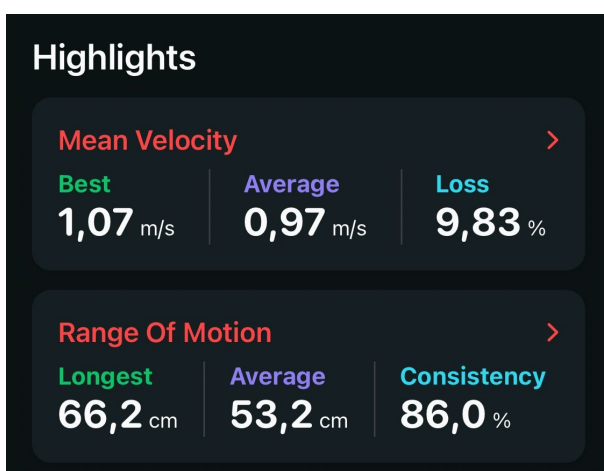 Highlights
Mean Velocity
Best Average Loss
1,07 m/s 0,97 m/s 9,83 %
Range Of Motion
Longest Average Consistency
66,2 cm 53,2 cm 86,0 %